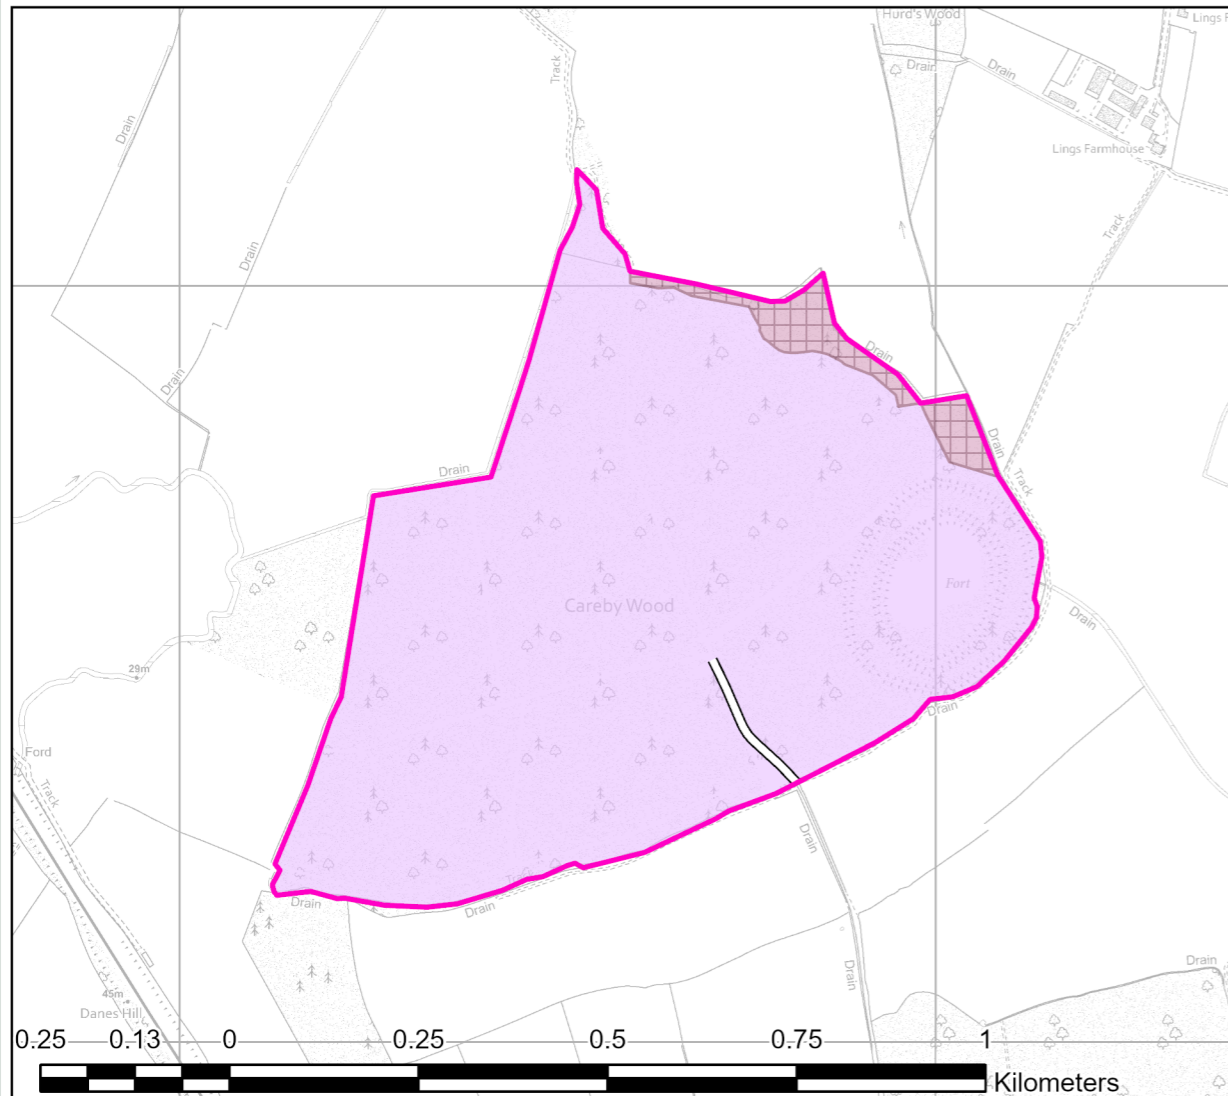 Hurd's Wood
Lings F
Track
Drain
Drain
Drain
Lings Farmhouse
Track
Drain
Drain
Drain
Drain
Drain
Track
Fort
Careby Wood
Drain
29m
Drain
Ford
Track
Drain
Drain
Drain
Drain
Drain
45m
Danes Hill
0.25 0.13 0 0.25 0.5 0.75 1
Kilometers